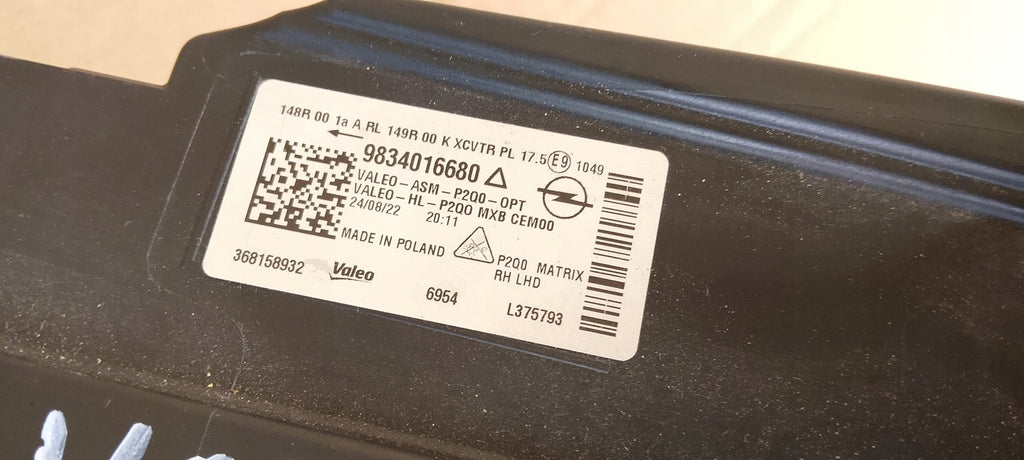 148R 00 1a A RL 149R 00 K XCVTR PL 17.5 E9 1049
9834016680
VALEO-ASM-P2Q0-OPT
VALEO-HL-P2Q0 MXB CEM00
24/08/22 20:11
MADE IN POLAND
P2Q0 MATRIX
RH LHD
368158932 Valeo
6954
L375793